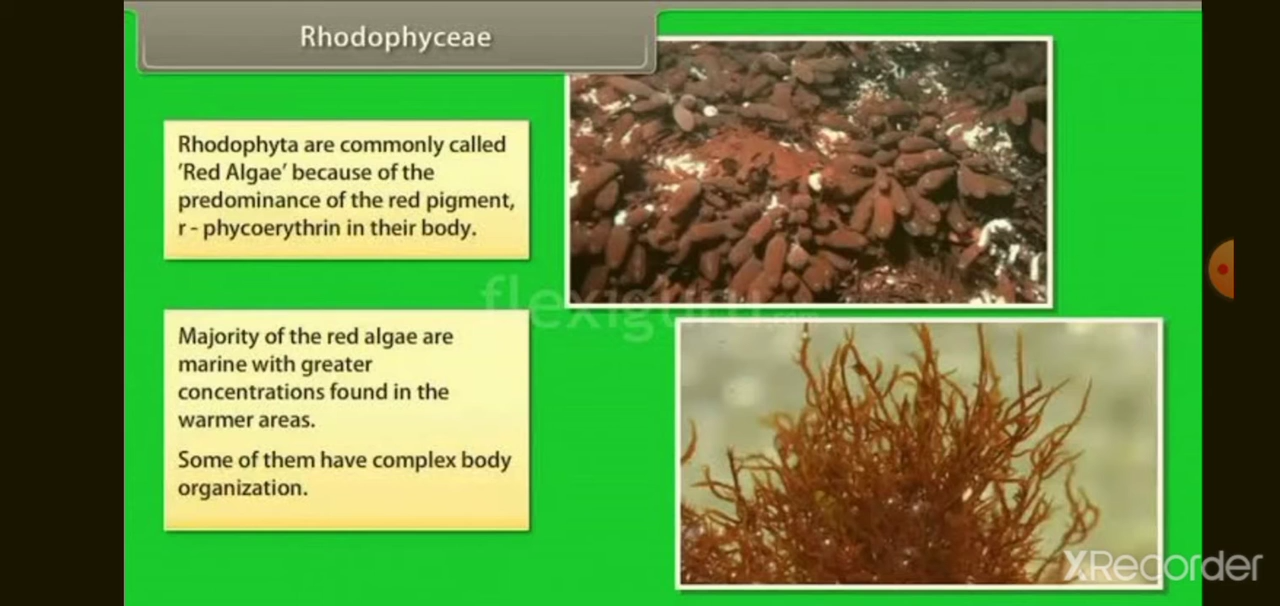 Rhodophyceae
Rhodophyta are commonly called
'Red Algae' because of the
predominance of the red pigment,
r - phycoerythrin in their body.
flexiguru.com
Majority of the red algae are
marine with greater
concentrations found in the
warmer areas.
Some of them have complex body
organization.
XRecorder